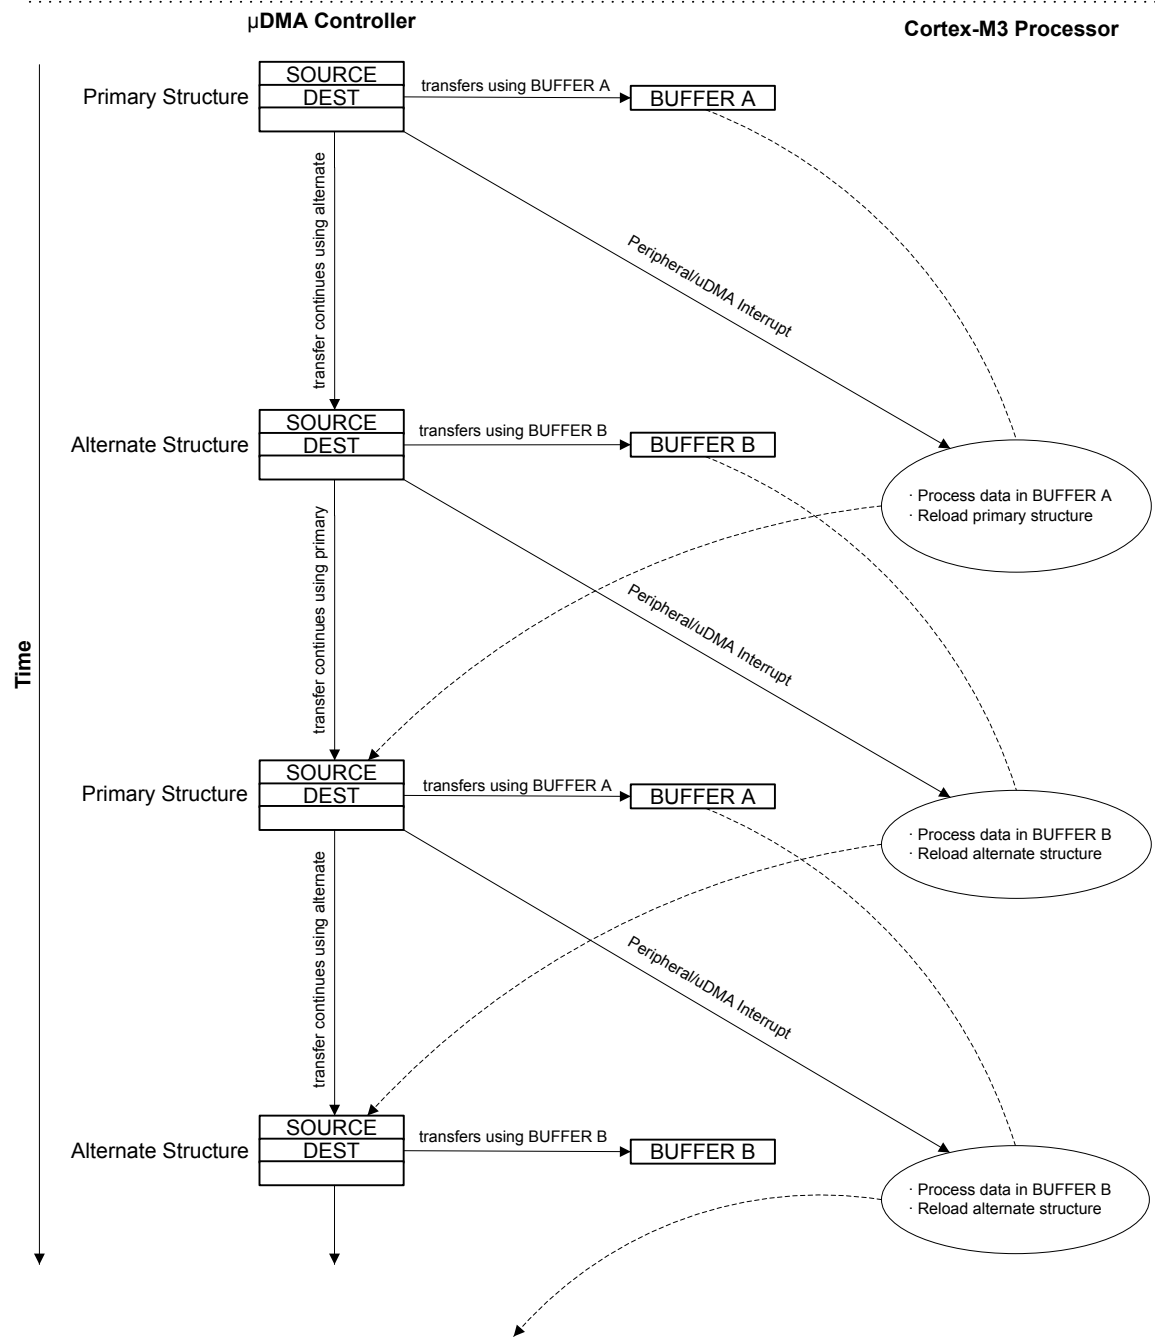 µDMA Controller
Cortex-M3 Processor
SOURCE
transfers using BUFFER A
Primary Structure
DEST
BUFFER A
transfer continues using alternate
Peripheral/uDMA Interrupt
SOURCE
transfers using BUFFER B
Alternate Structure
DEST
BUFFER B
· Process data in BUFFER A
· Reload primary structure
transfer continues using primary
Peripheral/uDMA Interrupt
Time
SOURCE
transfers using BUFFER A
Primary Structure
DEST
BUFFER A
· Process data in BUFFER B
· Reload alternate structure
transfer continues using alternate
Peripheral/uDMA Interrupt
SOURCE
transfers using BUFFER B
Alternate Structure
DEST
BUFFER B
· Process data in BUFFER B
· Reload alternate structure